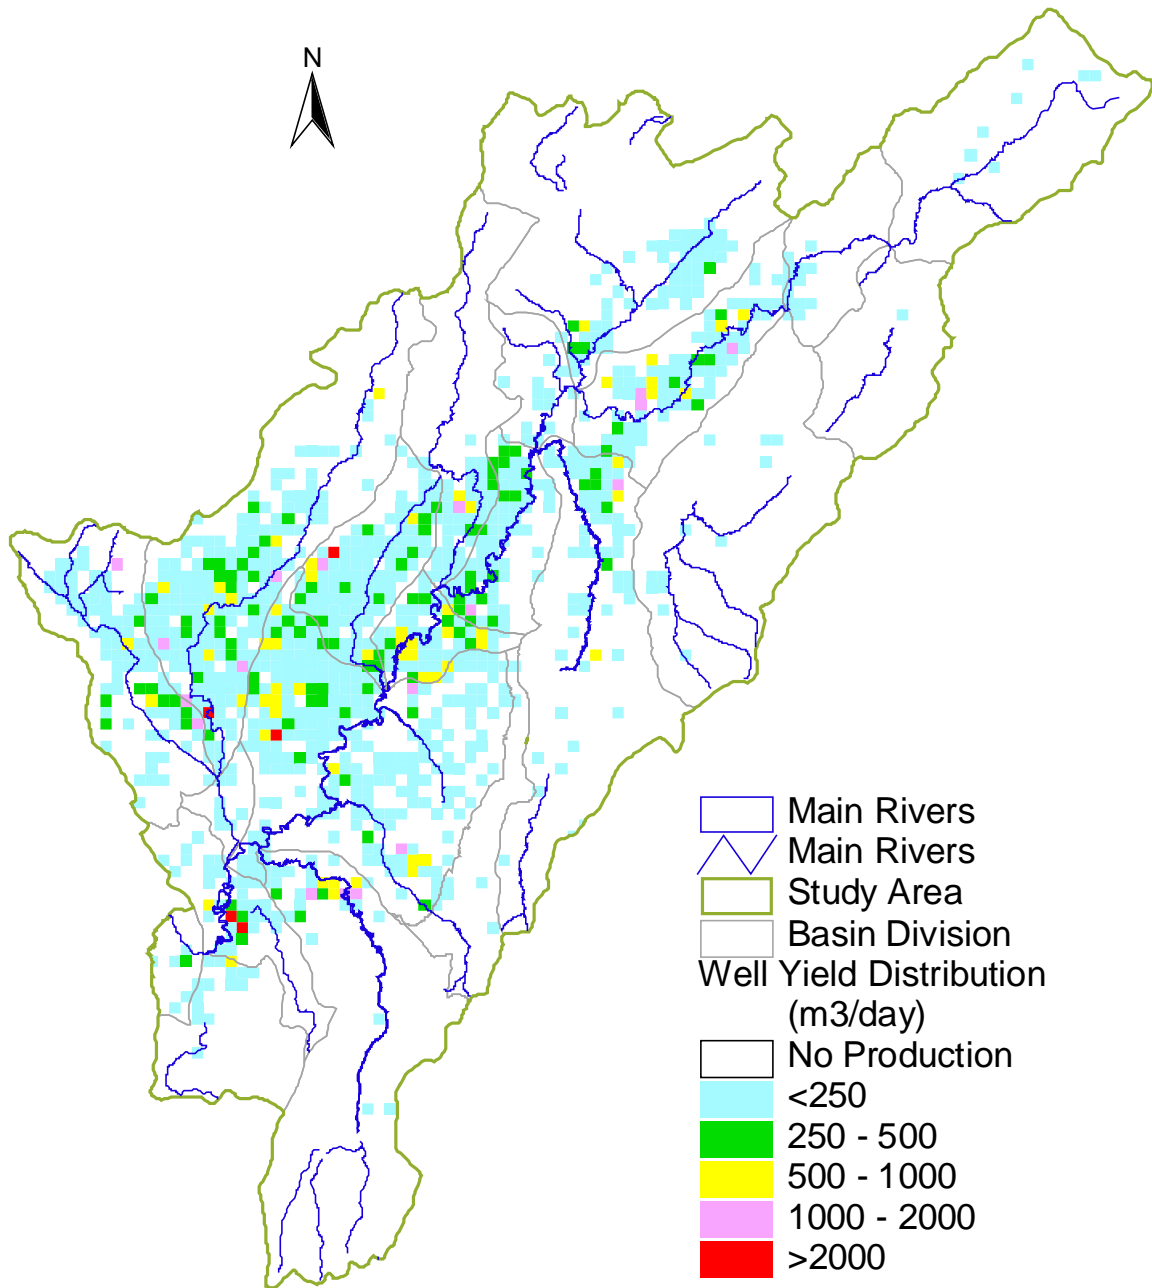 N
Main Rivers
Main Rivers
Study Area
Basin Division
Well Yield Distribution
(m3/day)
No Production
<250
250 - 500
500 - 1000
1000 - 2000
>2000